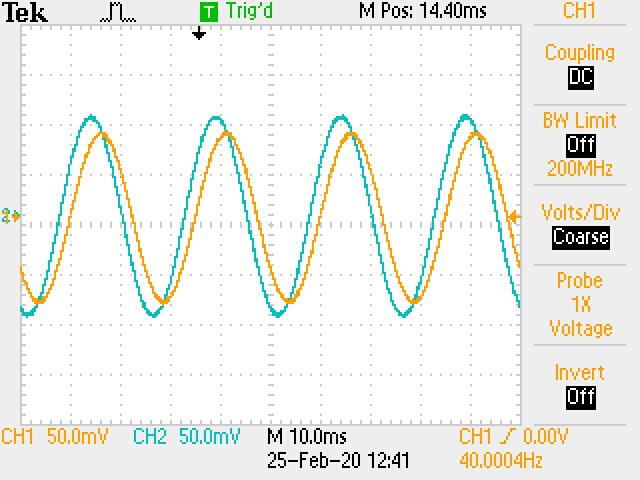 Tek T Trig'd M Pos: 14.40ms CH1
Coupling
DC
BW Limit
Off
200MHz
Volts/Div
Coarse
Probe
1X
Voltage
Invert
Off
CH1 50.0mV CH2 50.0mV M 10.0ms CH1 0.00V
25-Feb-20 12:41 40.0004Hz